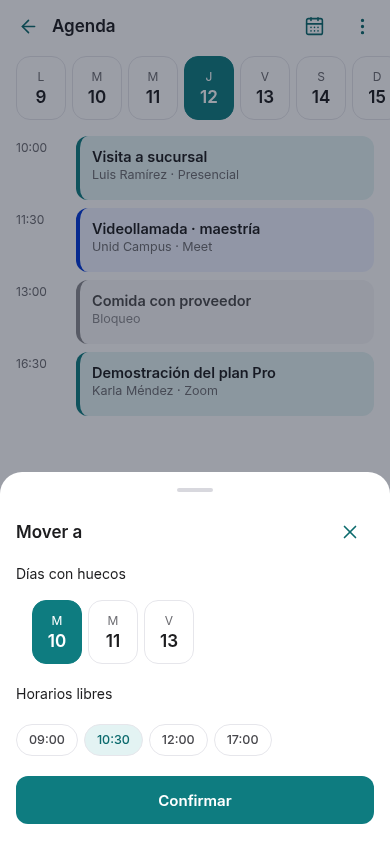 Agenda
L M M J V S D
9 10 11 12 13 14 15
10:00
Visita a sucursal
Luis Ramírez · Presencial
11:30
Videollamada · maestría
Unid Campus · Meet
13:00
Comida con proveedor
Bloqueo
16:30
Demostración del plan Pro
Karla Méndez · Zoom
Mover a
Días con huecos
M M V
10 11 13
Horarios libres
09:00 10:30 12:00 17:00
Confirmar